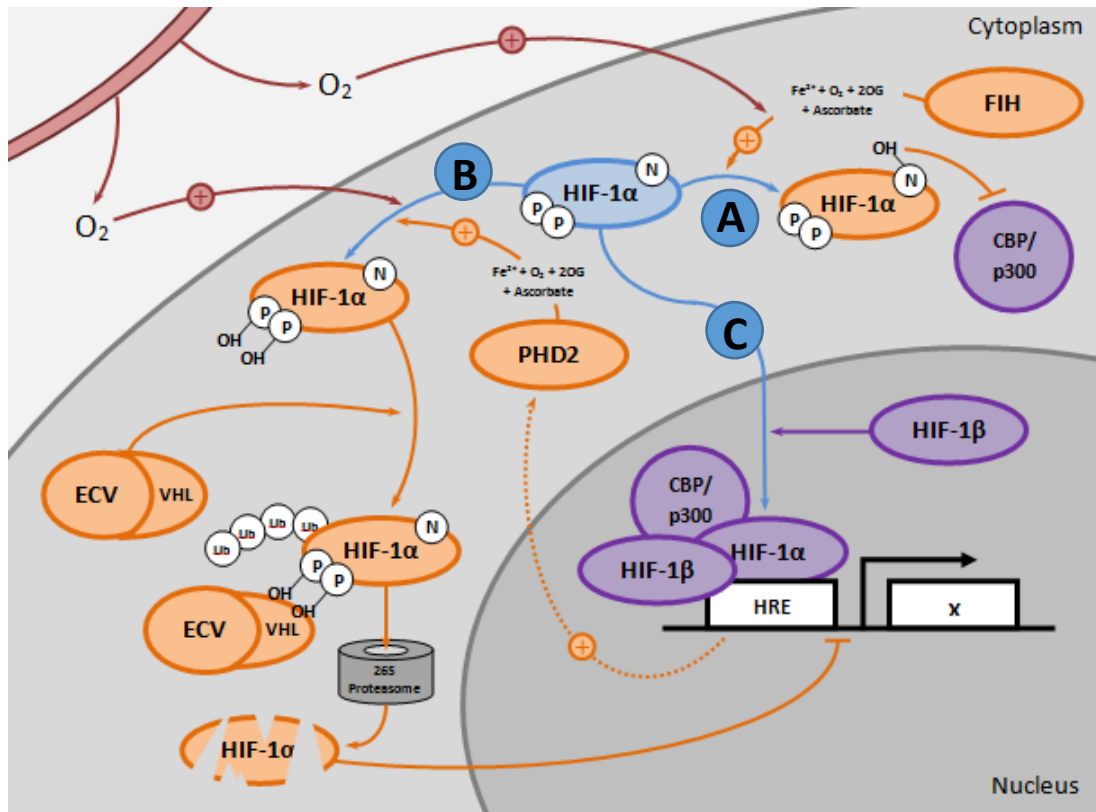 Cytoplasm
O₂
Fe²⁺ + O₂ + 2OG
+ Ascorbate
FIH
OH
B
HIF-1α
N
P
P
A
HIF-1α
N
P
P
O₂
CBP/
p300
HIF-1α
N
P
P
OH
OH
Fe²⁺ + O₂ + 2OG
+ Ascorbate
C
PHD2
HIF-1β
ECV
VHL
CBP/
p300
Ub
Ub
Ub
Ub
HIF-1α
N
P
P
OH
OH
HIF-1α
HIF-1β
HRE
x
ECV
VHL
26S
Proteasome
HIF-1α
Nucleus